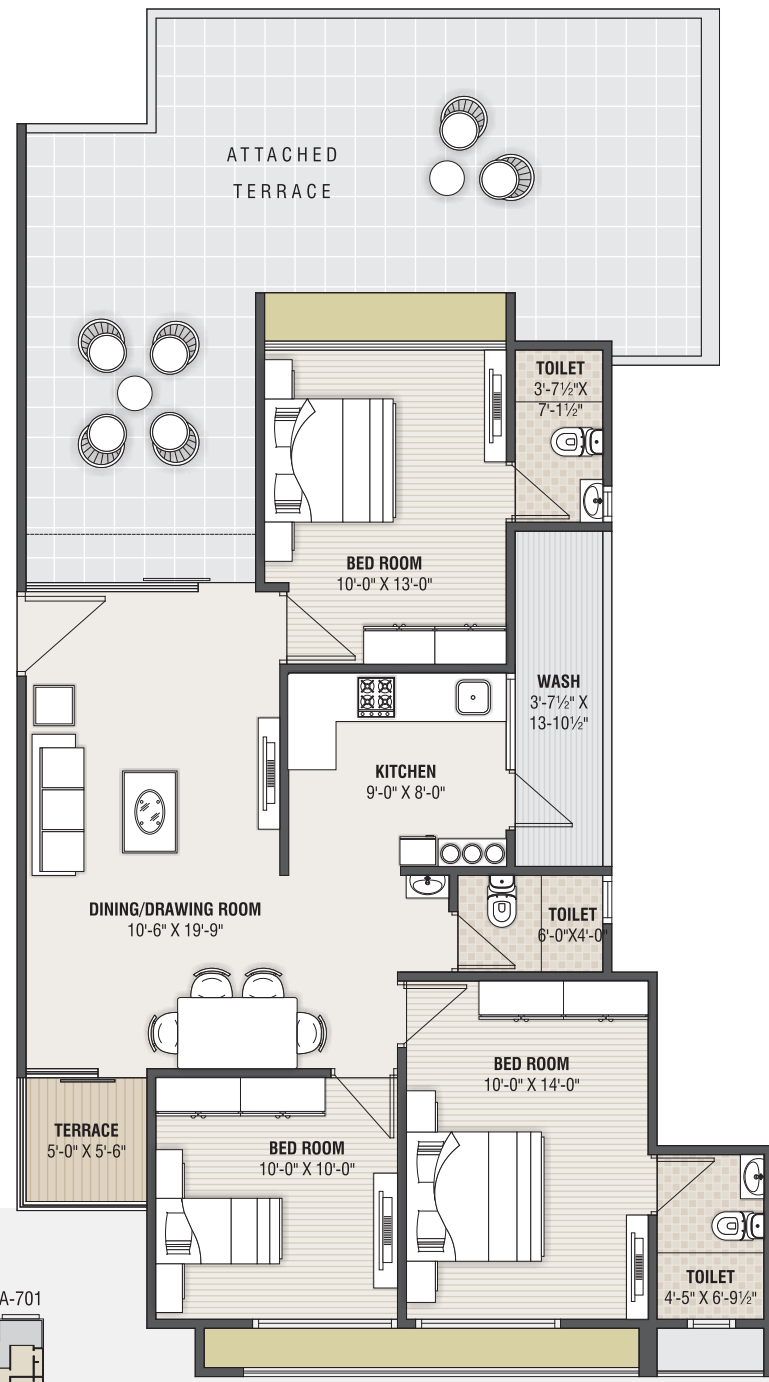 ATTACHED
TERRACE
TOILET
3'-7½"X
7'-1½"
BED ROOM
10'-0" X 13'-0"
WASH
3'-7½" X
13-10½"
KITCHEN
9'-0" X 8'-0"
DINING/DRAWING ROOM
10'-6" X 19'-9"
TOILET
6'-0"X4'-0"
BED ROOM
10'-0" X 14'-0"
TERRACE
5'-0" X 5'-6"
BED ROOM
10'-0" X 10'-0"
TOILET
4'-5" X 6'-9½"
A-701